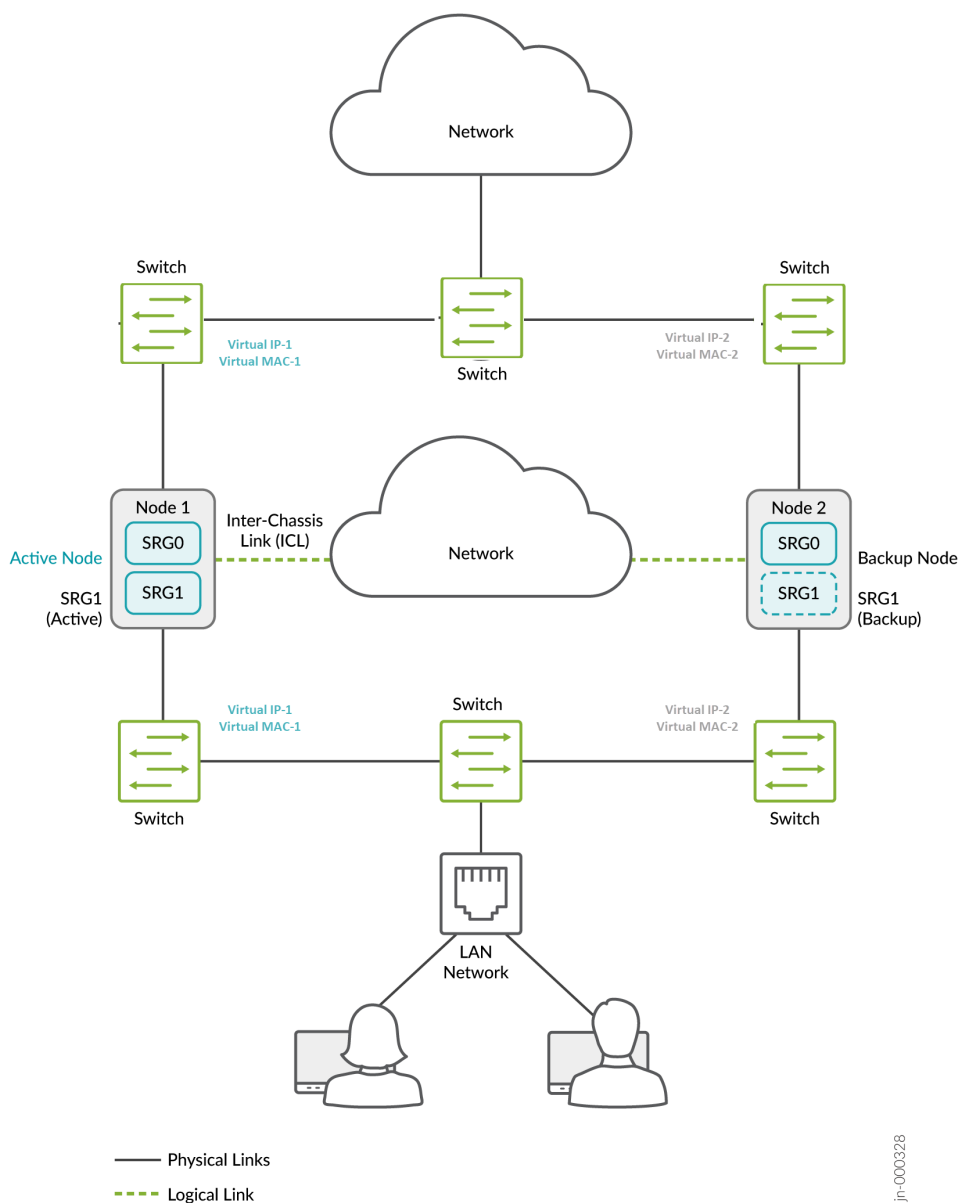 Network
Switch
Switch
Virtual IP-1
Virtual MAC-1
Virtual IP-2
Virtual MAC-2
Switch
Node 1
SRG0
SRG1
Active Node
SRG1
(Active)
Inter-Chassis
Link (ICL)
Network
Node 2
SRG0
SRG1
Backup Node
SRG1
(Backup)
Switch
Virtual IP-1
Virtual MAC-1
Virtual IP-2
Virtual MAC-2
Switch
Switch
LAN
Network
Physical Links
Logical Link
jn-000328